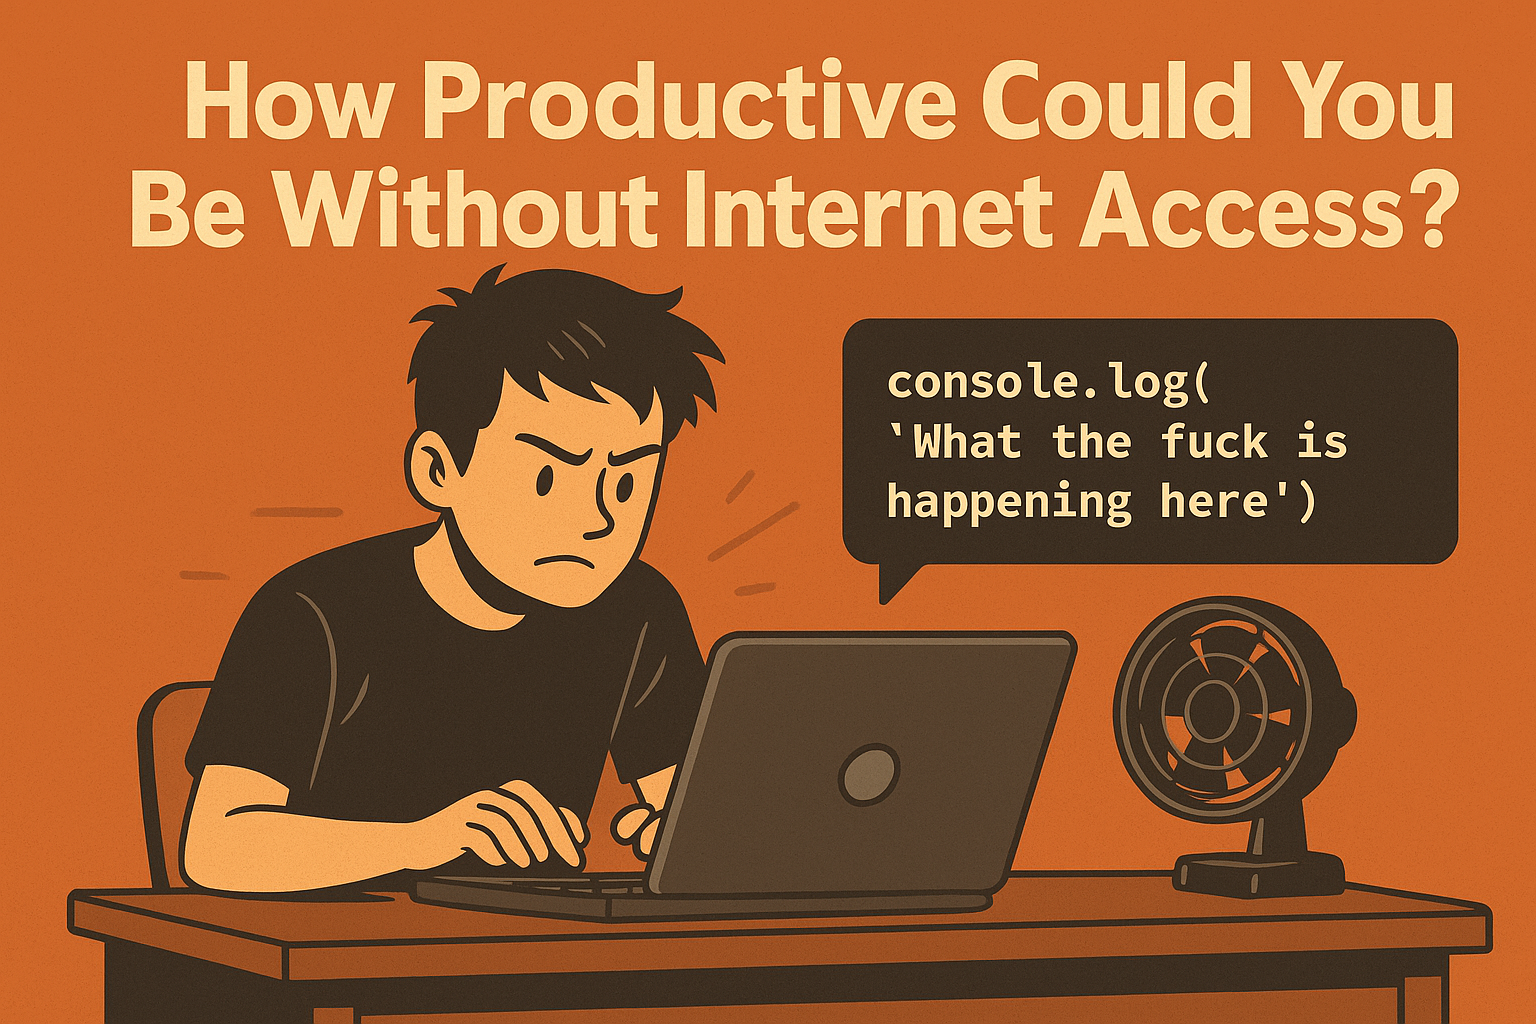 How Productive Could You
Be Without Internet Access?
console.log(
‵What the fuck is
happening here')